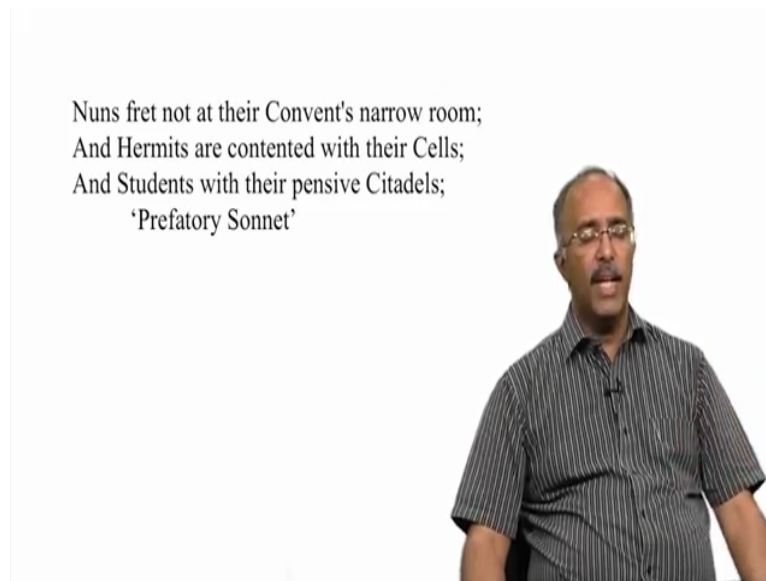 Nuns fret not at their Convent's narrow room;
And Hermits are contented with their Cells;
And Students with their pensive Citadels;
‘Prefatory Sonnet’